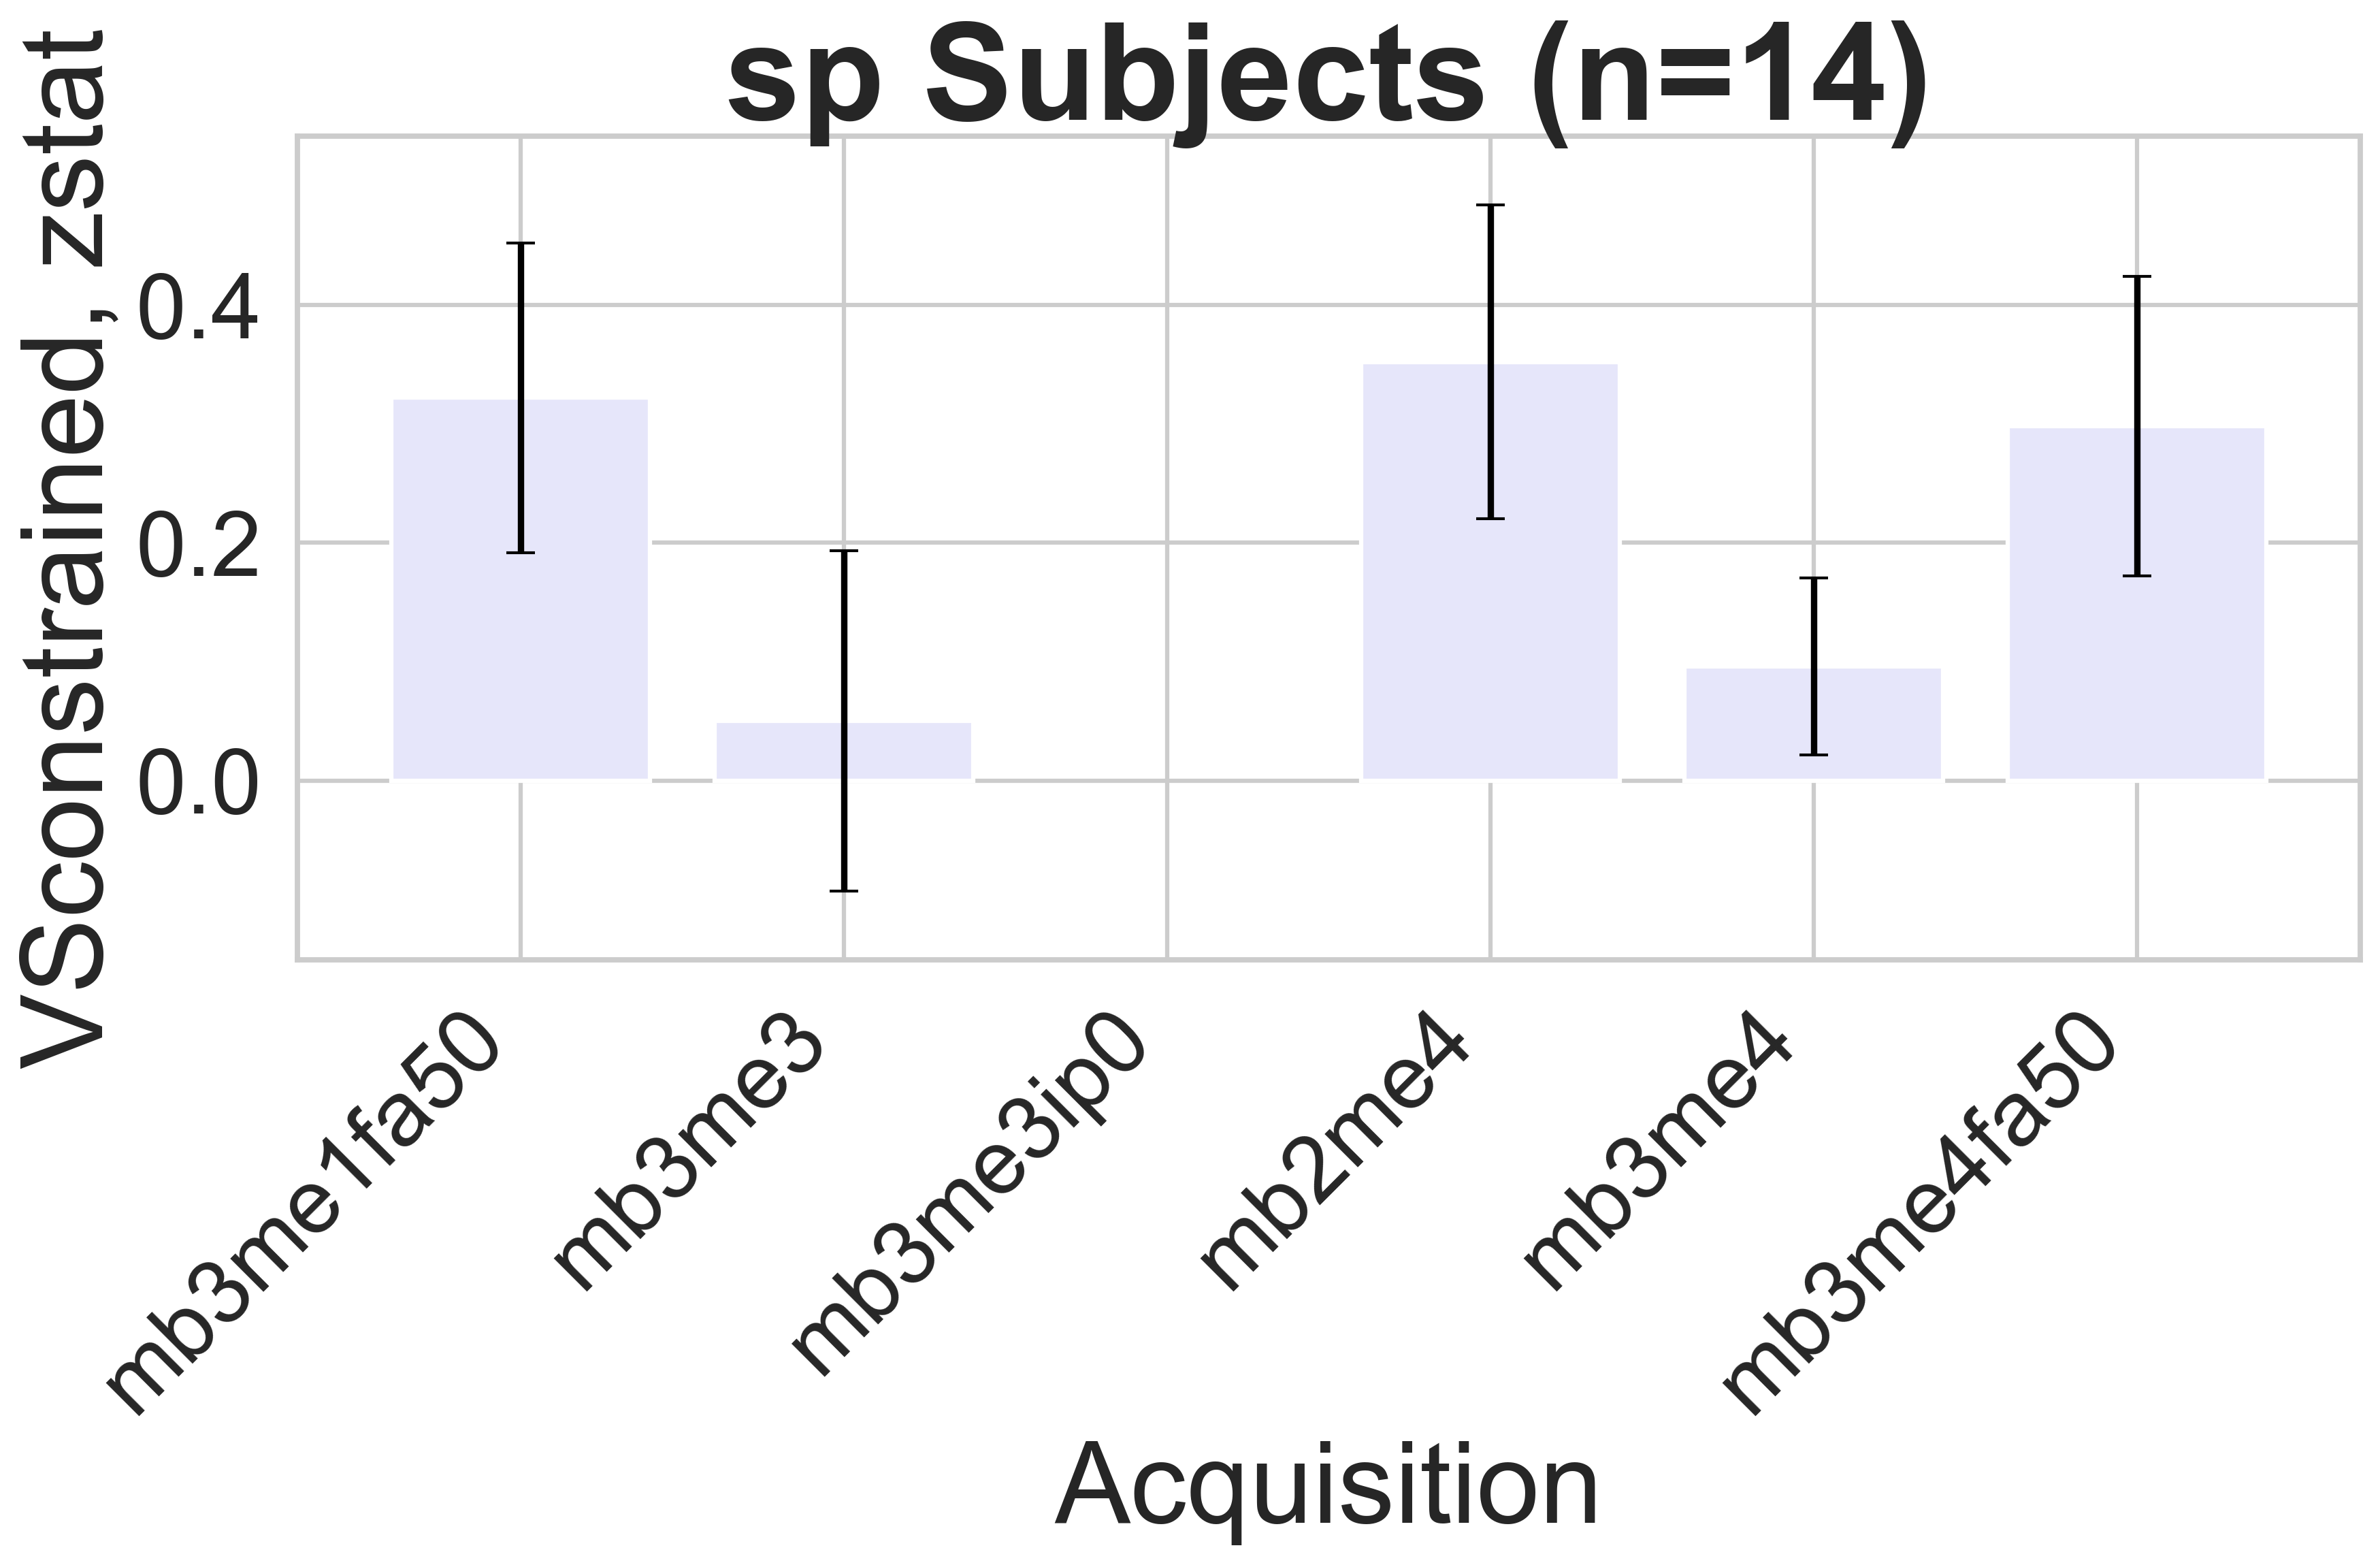 sp Subjects (n=14)
VSconstrained, zstat
0.4
0.2
0.0
mb3me1fa50
mb3me3
mb3me3ip0
mb2me4
mb3me4
mb3me4fa50
Acquisition